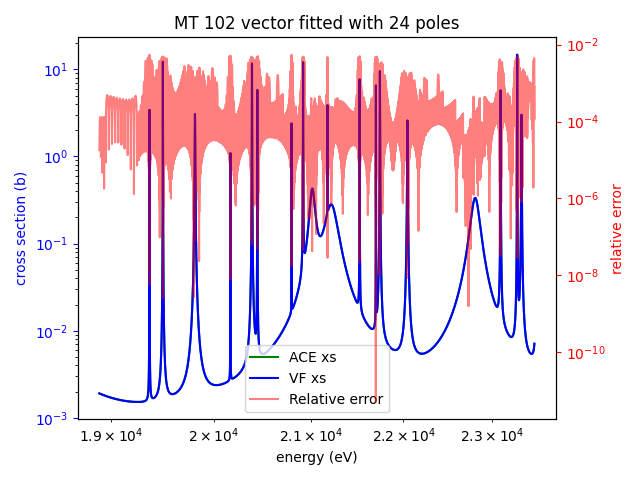 MT 102 vector fitted with 24 poles
10¹
10⁰
10⁻¹
10⁻²
10⁻³
cross section (b)
10⁻²
10⁻⁴
10⁻⁶
10⁻⁸
10⁻¹⁰
relative error
ACE xs
VF xs
Relative error
1.9 × 10⁴ 2 × 10⁴ 2.1 × 10⁴ 2.2 × 10⁴ 2.3 × 10⁴
energy (eV)